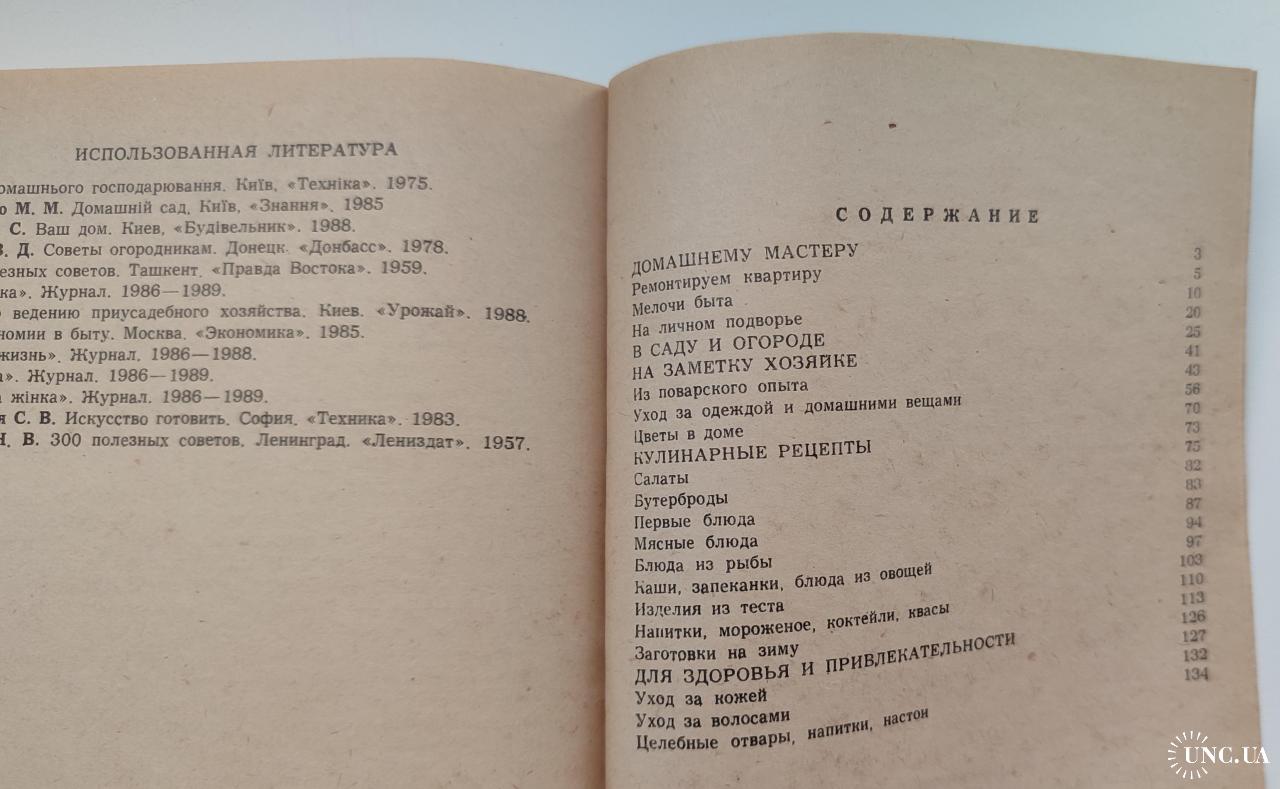 ИСПОЛЬЗОВАННАЯ ЛИТЕРАТУРА
омашнього господарювання. Київ, «Техніка». 1975.
о М. М. Домашній сад. Київ, «Знання». 1985
С. Ваш дом. Киев, «Будівельник». 1988.
В. Д. Советы огородникам. Донецк. «Донбасс». 1978.
езных советов. Ташкент. «Правда Востока». 1959.
ка». Журнал. 1986—1989.
ведению приусадебного хозяйства. Киев. «Урожай». 1988.
номии в быту. Москва. «Экономика». 1985.
жизнь». Журнал. 1986—1988.
а». Журнал. 1986—1989.
а жінка». Журнал. 1986—1989.
я С. В. Искусство готовить. София. «Техника». 1983.
Н. В. 300 полезных советов. Ленинград. «Лениздат». 1957.
СОДЕРЖАНИЕ
ДОМАШНЕМУ МАСТЕРУ 3
Ремонтируем квартиру 5
Мелочи быта 10
На личном подворье 20
В САДУ И ОГОРОДЕ 25
НА ЗАМЕТКУ ХОЗЯЙКЕ 41
Из поварского опыта 43
Уход за одеждой и домашними вещами 56
Цветы в доме 70
КУЛИНАРНЫЕ РЕЦЕПТЫ 73
Салаты 75
Бутерброды 82
Первые блюда 83
Мясные блюда 87
Блюда из рыбы 94
Каши, запеканки, блюда из овощей 97
Изделия из теста 103
Напитки, мороженое, коктейли, квасы 110
Заготовки на зиму 113
ДЛЯ ЗДОРОВЬЯ И ПРИВЛЕКАТЕЛЬНОСТИ 126
Уход за кожей 127
Уход за волосами 132
Целебные отвары, напитки, настои 134
UNC.UA